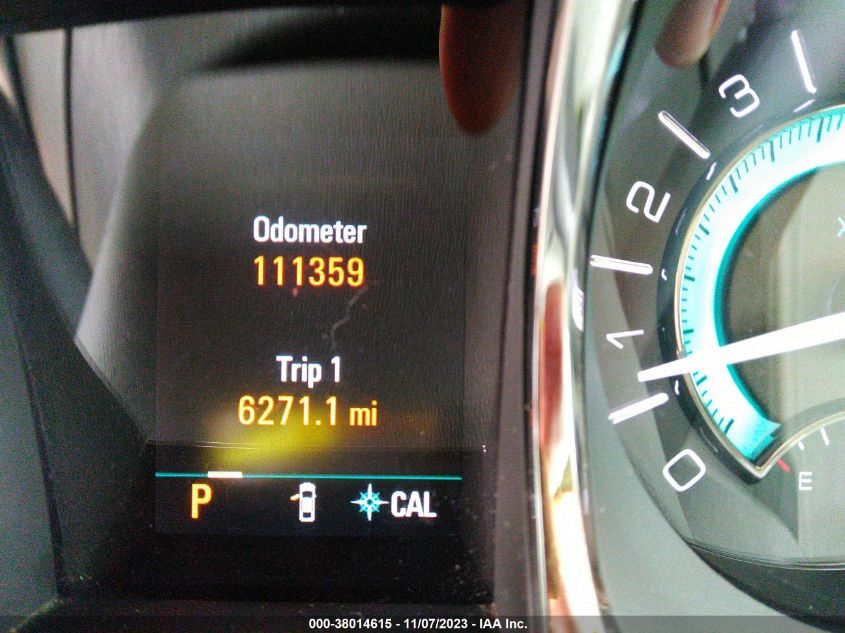 Odometer
111359
Trip 1
6271.1 mi
P
CAL
3
2
1
0
E
000-38014615 - 11/07/2023 - IAA Inc.